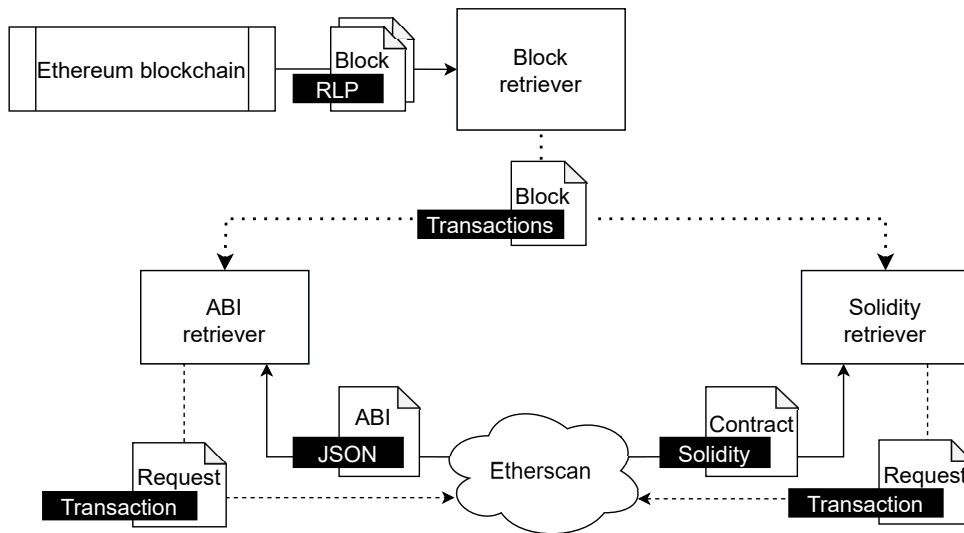 Ethereum blockchain
Block
RLP
Block
retriever
Block
Transactions
ABI
retriever
Solidity
retriever
ABI
JSON
Etherscan
Contract
Solidity
Request
Transaction
Request
Transaction